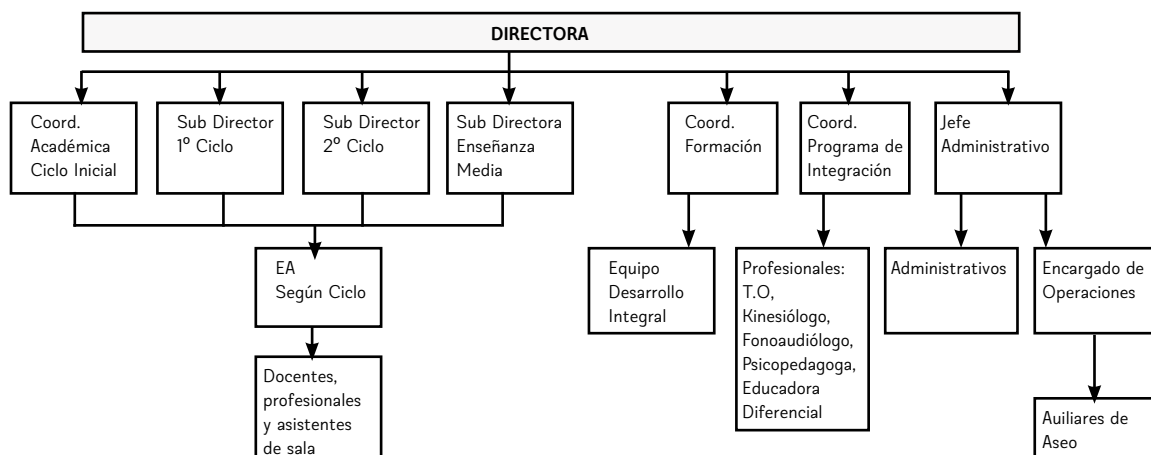 DIRECTORA
Coord.
Académica
Ciclo Inicial
Sub Director
1º Ciclo
Sub Director
2º Ciclo
Sub Directora
Enseñanza
Media
Coord.
Formación
Coord.
Programa de
Integración
Jefe
Administrativo
EA
Según Ciclo
Equipo
Desarrollo
Integral
Profesionales:
T.O,
Kinesiólogo,
Fonoaudiólogo,
Psicopedagoga,
Educadora
Diferencial
Administrativos
Encargado de
Operaciones
Docentes,
profesionales
y asistentes
de sala
Auiliares de
Aseo